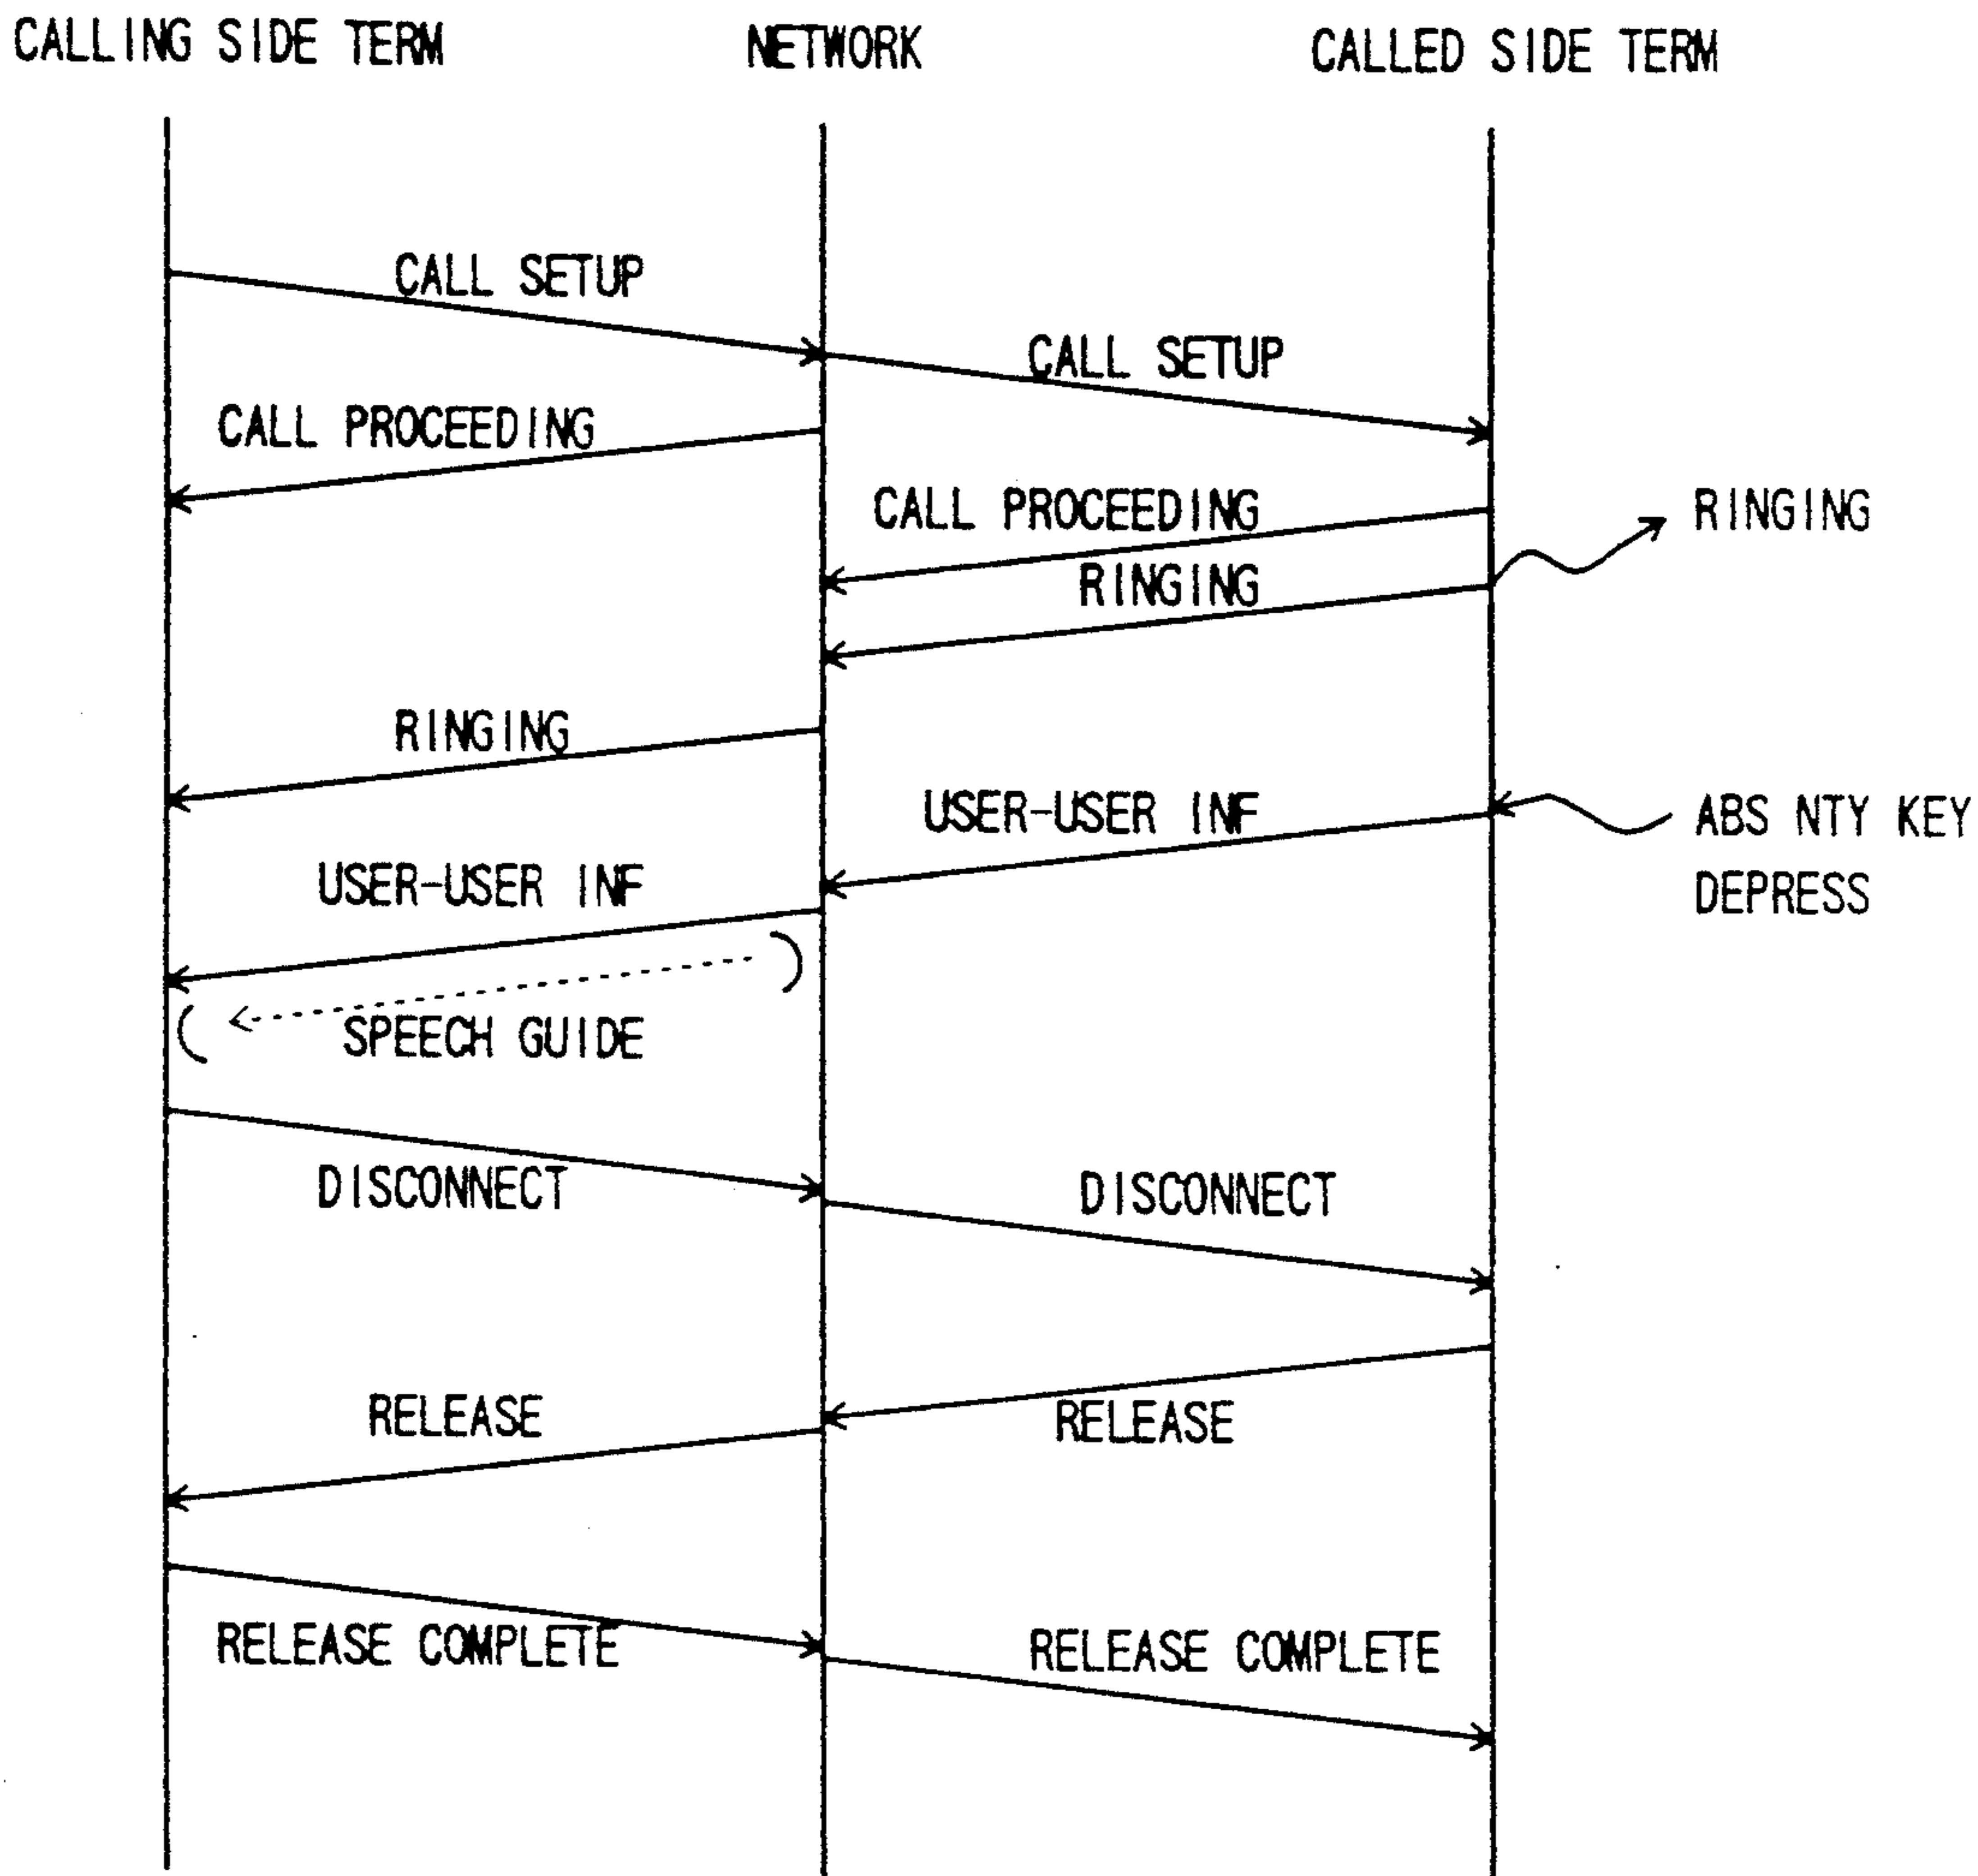 CALLING SIDE TERM
NETWORK
CALLED SIDE TERM
CALL SETUP
CALL SETUP
CALL PROCEEDING
CALL PROCEEDING
RINGING
RINGING
RINGING
USER-USER INF
ABS NTY KEY
DEPRESS
USER-USER INF
SPEECH GUIDE
DISCONNECT
DISCONNECT
RELEASE
RELEASE
RELEASE COMPLETE
RELEASE COMPLETE